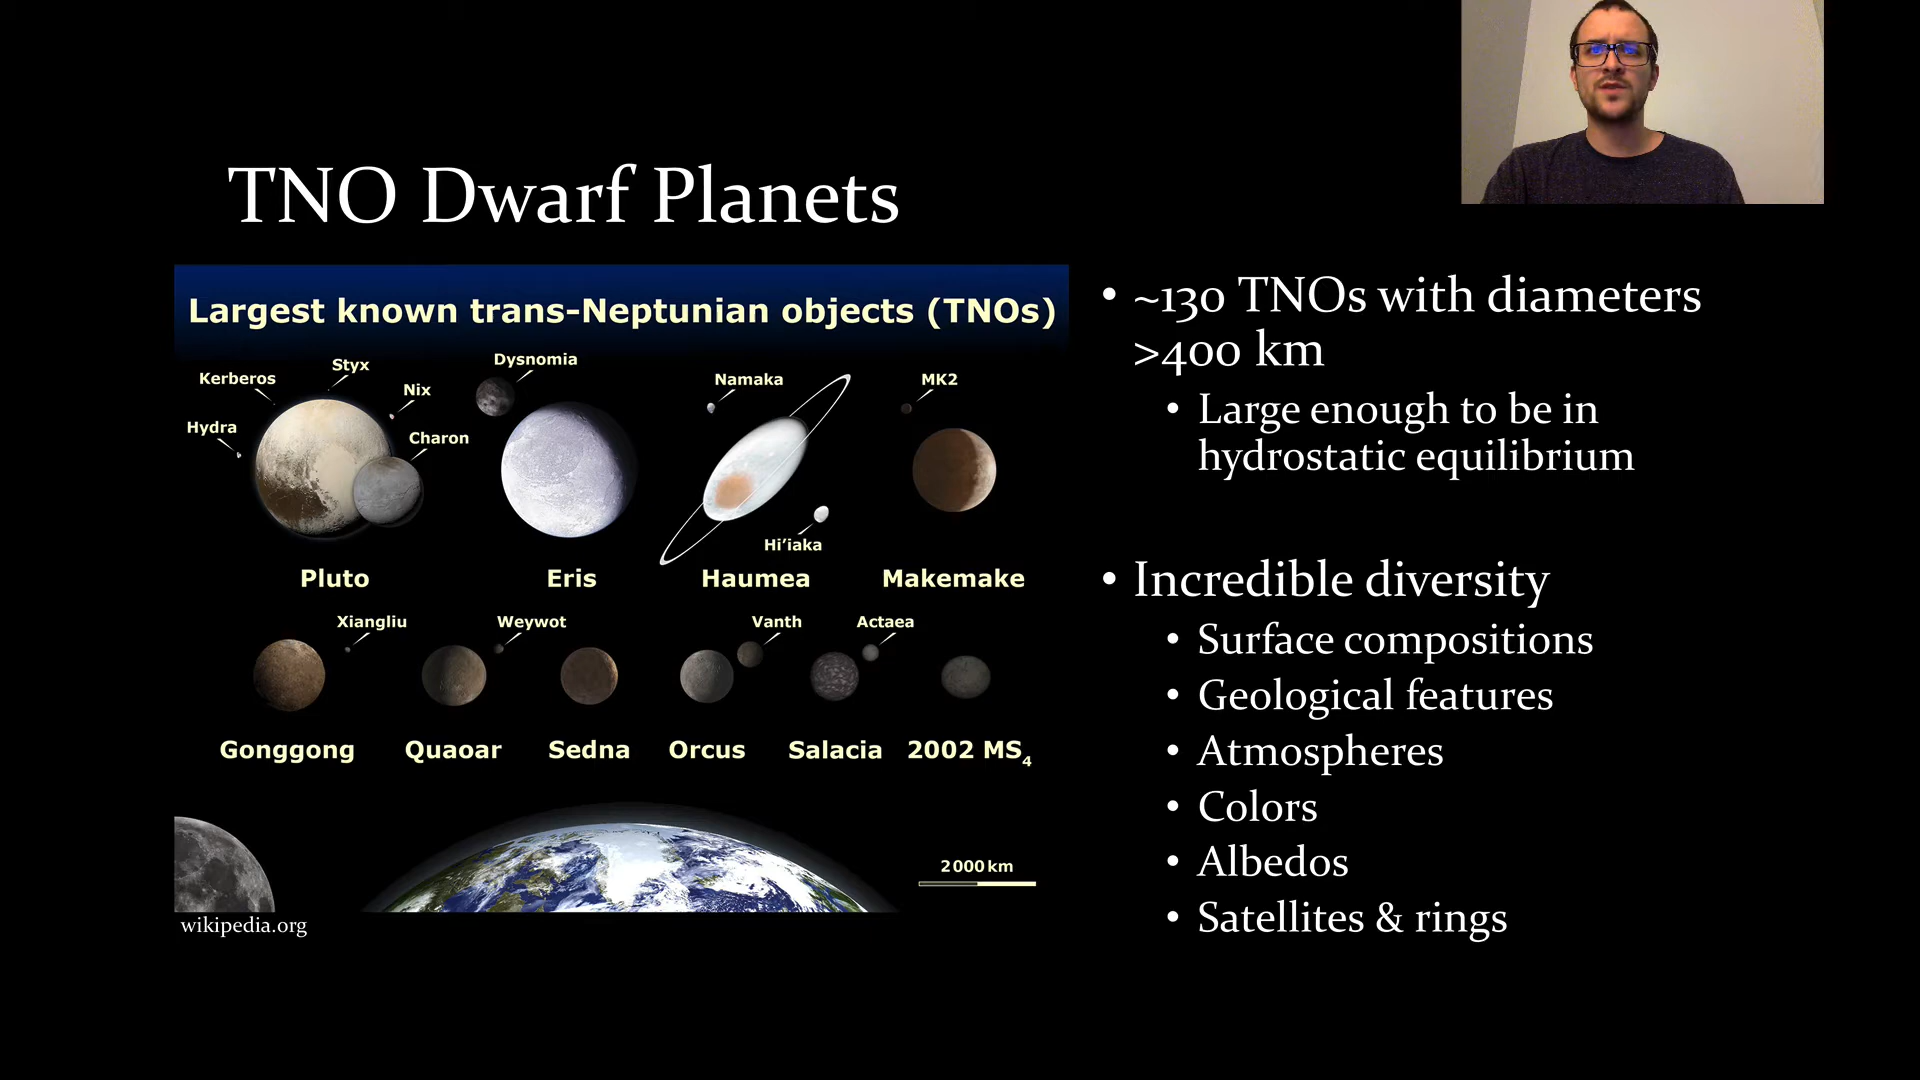 TNO Dwarf Planets
Largest known trans-Neptunian objects (TNOs)
Kerberos
Styx
Nix
Hydra
Charon
Dysnomia
Namaka
Hi’iaka
MK2
Pluto
Eris
Haumea
Makemake
Xiangliu
Weywot
Vanth
Actaea
Gonggong
Quaoar
Sedna
Orcus
Salacia
2002 MS4
2000 km
wikipedia.org
• ~130 TNOs with diameters
>400 km
• Large enough to be in
hydrostatic equilibrium
• Incredible diversity
• Surface compositions
• Geological features
• Atmospheres
• Colors
• Albedos
• Satellites & rings